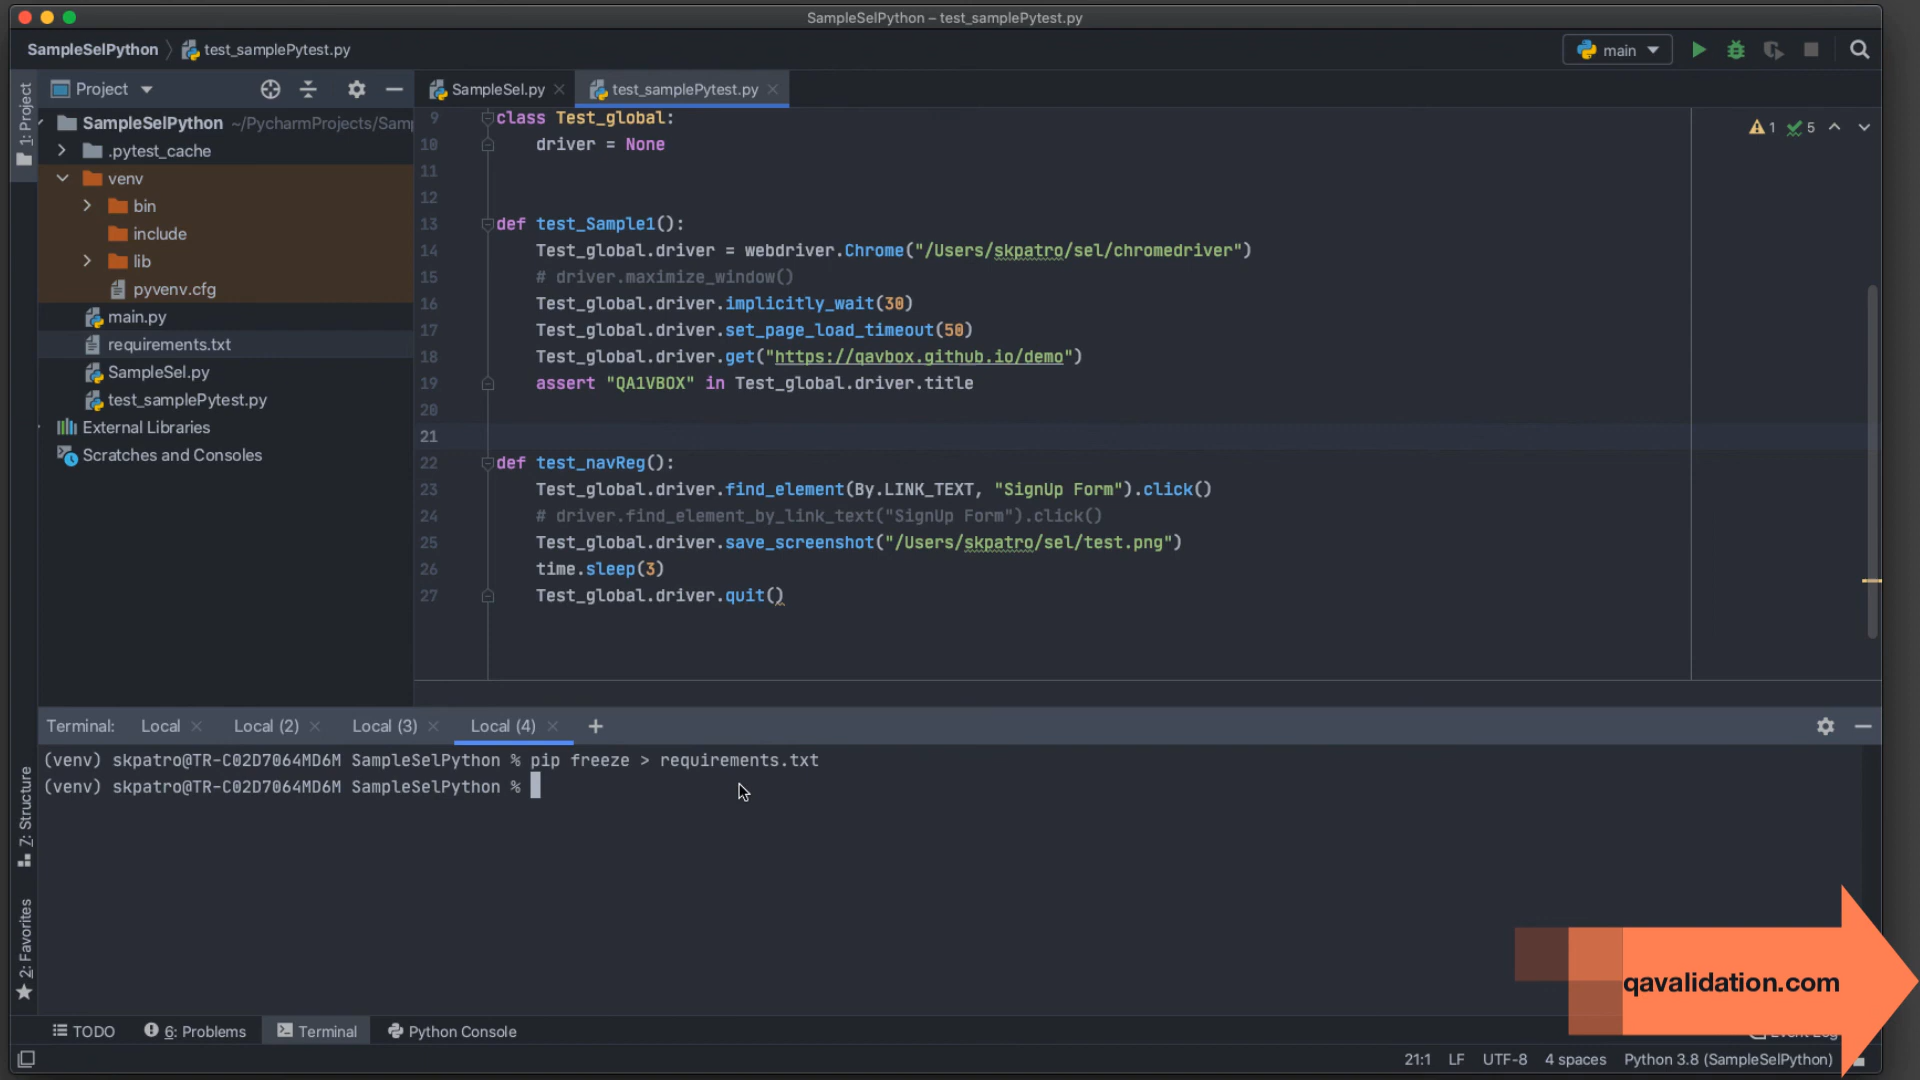 SampleSelPython – test_samplePytest.py
SampleSelPython
test_samplePytest.py
main
1: Project
Project
SampleSel.py
test_samplePytest.py
SampleSelPython ~/PycharmProjects/Sam
.pytest_cache
venv
bin
include
lib
pyvenv.cfg
main.py
requirements.txt
SampleSel.py
test_samplePytest.py
External Libraries
Scratches and Consoles
1
5
9 class Test_global:
10 driver = None
11
12
13 def test_Sample1():
14 Test_global.driver = webdriver.Chrome("/Users/skpatro/sel/chromedriver")
15 # driver.maximize_window()
16 Test_global.driver.implicitly_wait(30)
17 Test_global.driver.set_page_load_timeout(50)
18 Test_global.driver.get("https://qavbox.github.io/demo")
19 assert "QA1VBOX" in Test_global.driver.title
20
21
22 def test_navReg():
23 Test_global.driver.find_element(By.LINK_TEXT, "SignUp Form").click()
24 # driver.find_element_by_link_text("SignUp Form").click()
25 Test_global.driver.save_screenshot("/Users/skpatro/sel/test.png")
26 time.sleep(3)
27 Test_global.driver.quit()
Terminal: Local Local (2) Local (3) Local (4) +
(venv) skpatro@TR-C02D7064MD6M SampleSelPython % pip freeze > requirements.txt
(venv) skpatro@TR-C02D7064MD6M SampleSelPython %
7: Structure
2: Favorites
qavalidation.com
TODO
6: Problems
Terminal
Python Console
Event Log
21:1 LF UTF-8 4 spaces Python 3.8 (SampleSelPython)